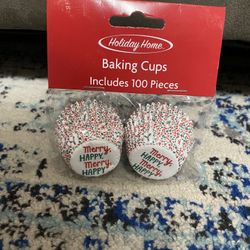 Holiday Home
Baking Cups
Includes 100 Pieces
Merry,
HAPPY,
Merry,
HAPPY
Merry,
HAPPY,
Merry,
HAPPY